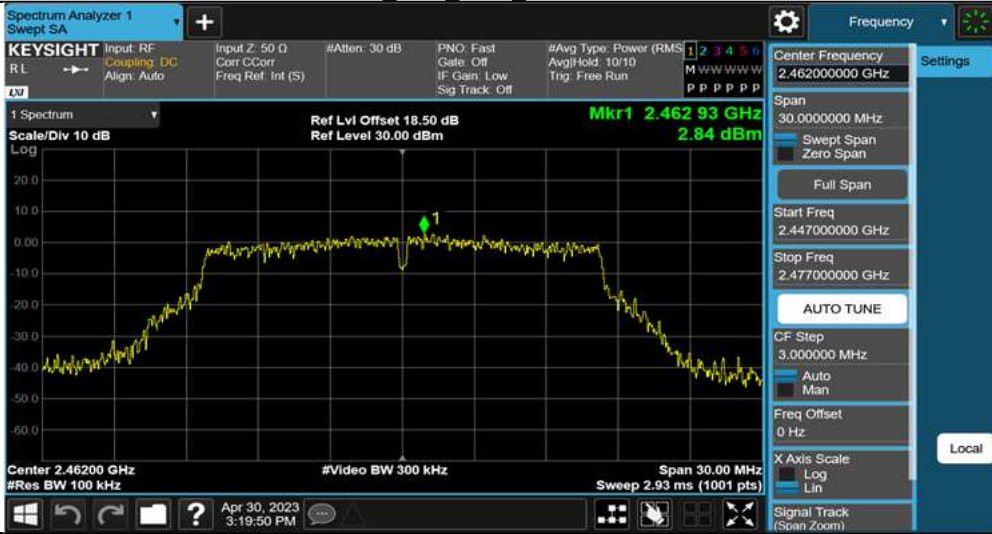 Spectrum Analyzer 1
Swept SA
+
Frequency
KEYSIGHT
RL
LXI
Input: RF
Coupling: DC
Align: Auto
Input Z: 50 Ω
Corr CCorr
Freq Ref: Int (S)
#Atten: 30 dB
PNO: Fast
Gate: Off
IF Gain: Low
Sig Track: Off
#Avg Type: Power (RMS
Avg|Hold: 10/10
Trig: Free Run
1 2 3 4 5 6
M W W W W W
P P P P P P
1 Spectrum
Scale/Div 10 dB
Log
Ref Lvl Offset 18.50 dB
Ref Level 30.00 dBm
Mkr1 2.462 93 GHz
2.84 dBm
20.0
10.0
0.00
-10.0
-20.0
-30.0
-40.0
-50.0
-60.0
1
Center 2.46200 GHz
#Res BW 100 kHz
#Video BW 300 kHz
Span 30.00 MHz
Sweep 2.93 ms (1001 pts)
?
Apr 30, 2023
3:19:50 PM
Center Frequency
2.462000000 GHz
Span
30.0000000 MHz
Swept Span
Zero Span
Full Span
Start Freq
2.447000000 GHz
Stop Freq
2.477000000 GHz
AUTO TUNE
CF Step
3.000000 MHz
Auto
Man
Freq Offset
0 Hz
X Axis Scale
Log
Lin
Signal Track
(Span Zoom)
Settings
Local